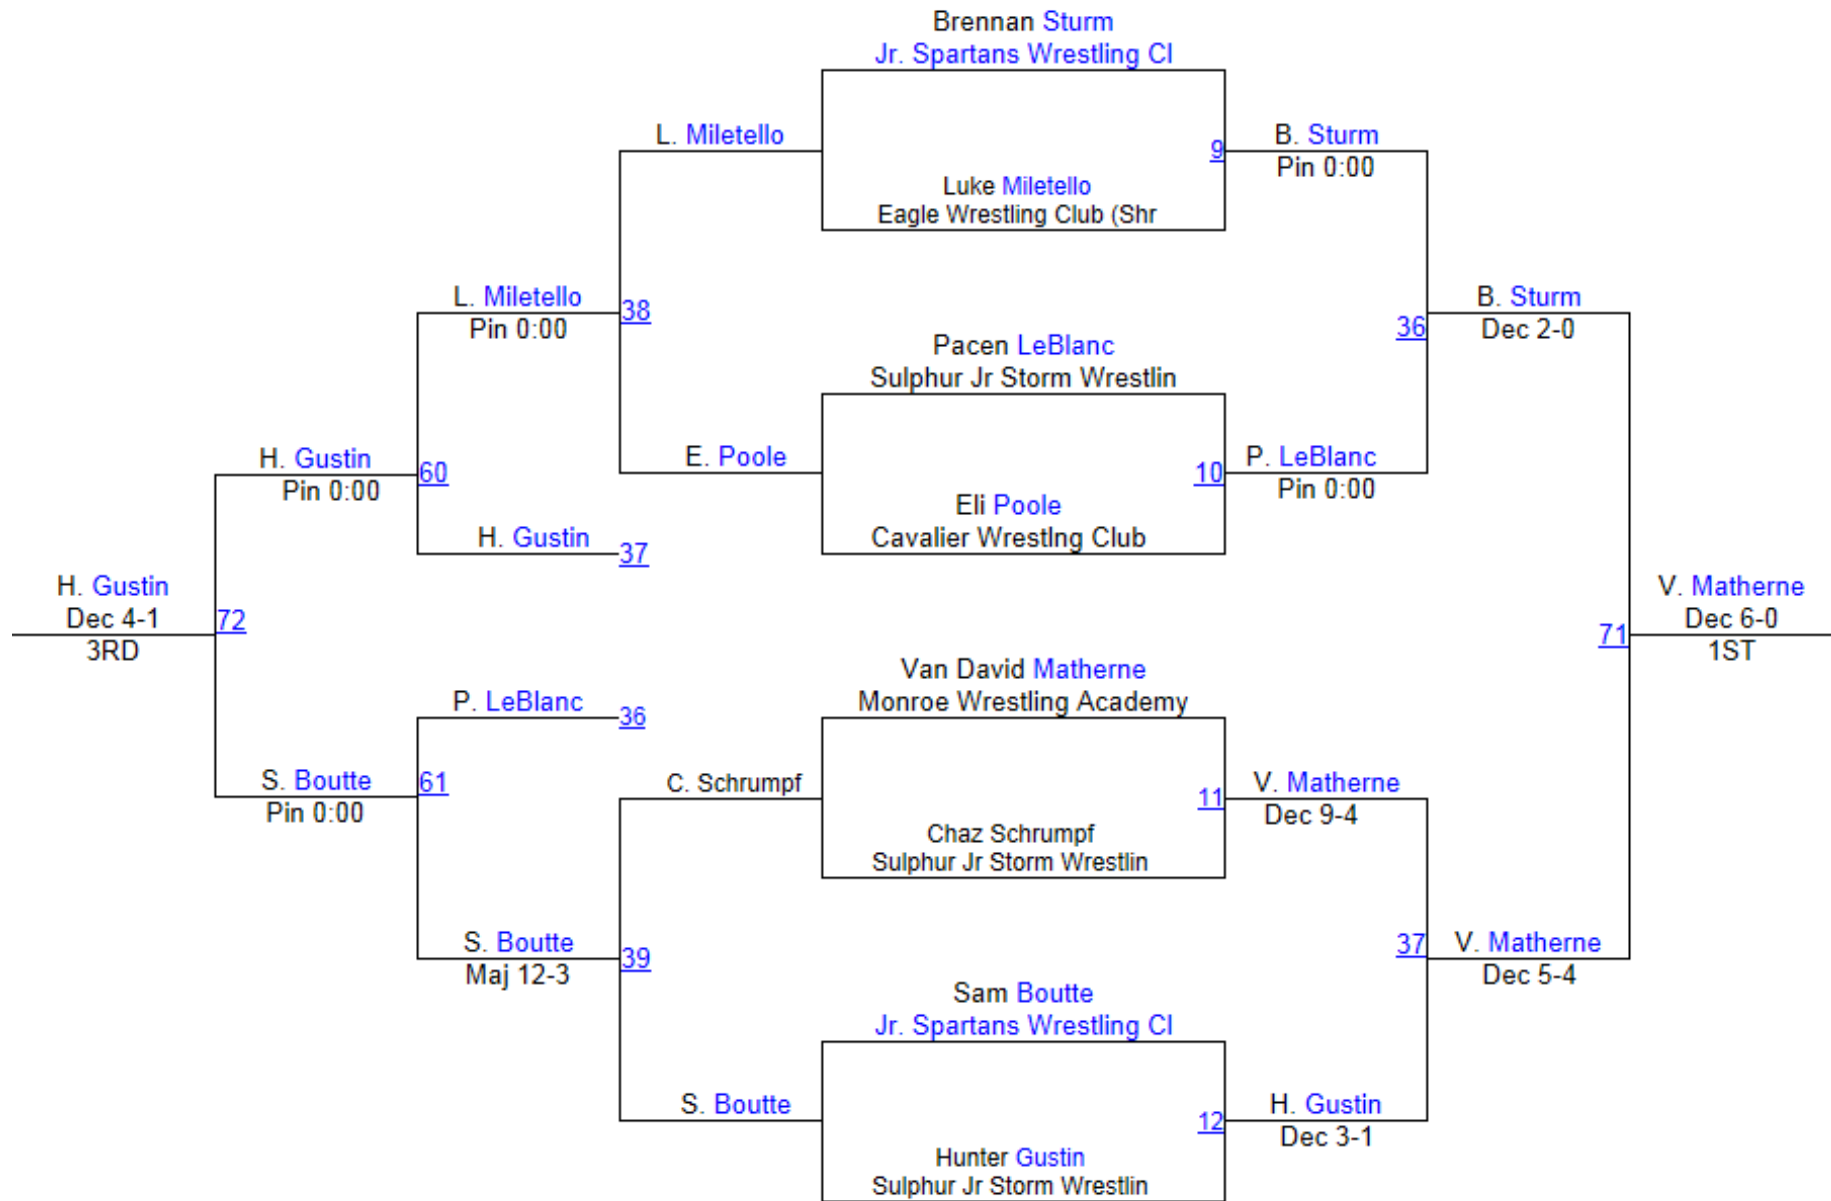 Brennan Sturm
Jr. Spartans Wrestling Cl
L. Miletello
9
B. Sturm
Pin 0:00
Luke Miletello
Eagle Wrestling Club (Shr
L. Miletello
Pin 0:00
38
36
B. Sturm
Dec 2-0
Pacen LeBlanc
Sulphur Jr Storm Wrestlin
H. Gustin
Pin 0:00
60
E. Poole
10
P. LeBlanc
Pin 0:00
Eli Poole
Cavalier Wrestlng Club
H. Gustin
37
H. Gustin
Dec 4-1
3RD
72
71
V. Matherne
Dec 6-0
1ST
Van David Matherne
Monroe Wrestling Academy
P. LeBlanc
36
S. Boutte
Pin 0:00
61
C. Schrumpf
11
V. Matherne
Dec 9-4
Chaz Schrumpf
Sulphur Jr Storm Wrestlin
S. Boutte
Maj 12-3
39
37
V. Matherne
Dec 5-4
Sam Boutte
Jr. Spartans Wrestling Cl
S. Boutte
12
H. Gustin
Dec 3-1
Hunter Gustin
Sulphur Jr Storm Wrestlin